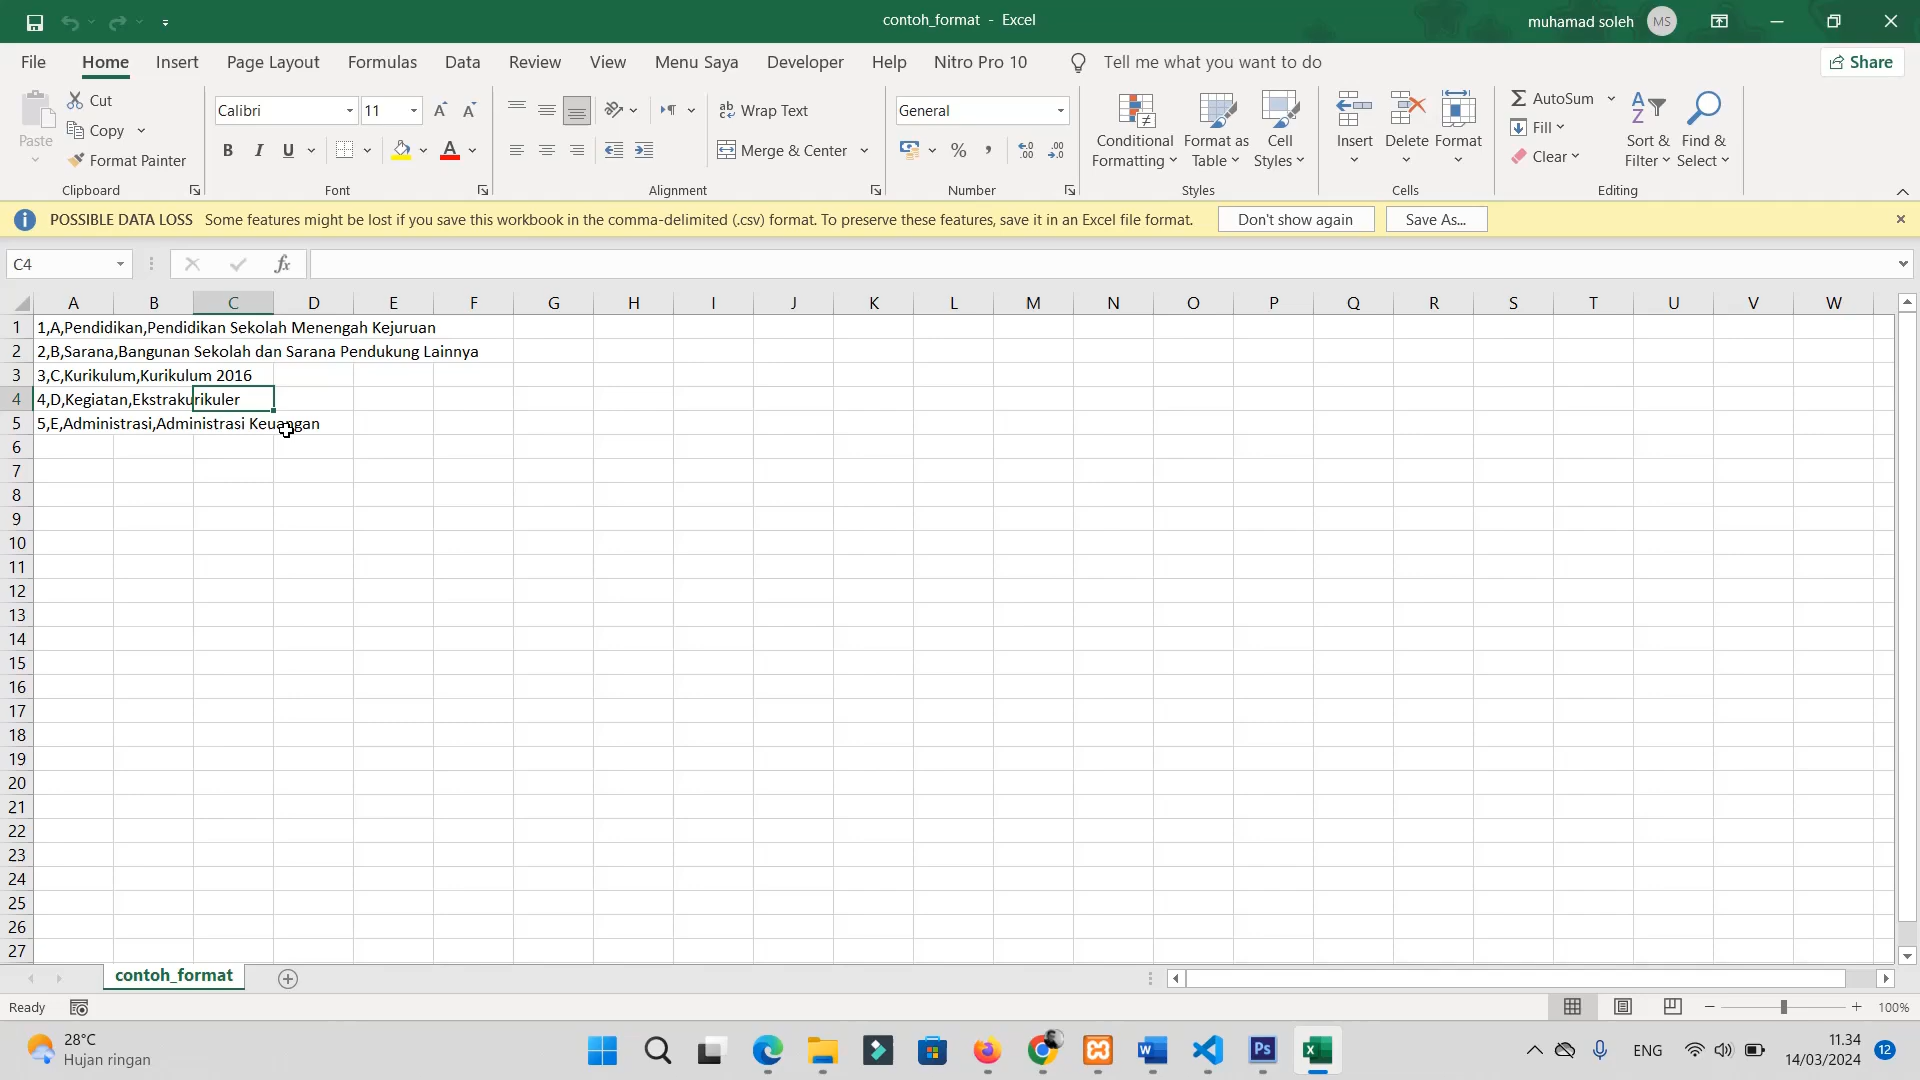 contoh_format - Excel
muhamad soleh MS
File Home Insert Page Layout Formulas Data Review View Menu Saya Developer Help Nitro Pro 10 Tell me what you want to do Share
Paste
Cut
Copy
Format Painter
Clipboard
Calibri 11
B I U
Font
Wrap Text
Merge & Center
Alignment
General
Number
Conditional Formatting
Format as Table
Cell Styles
Styles
Insert Delete Format
Cells
AutoSum
Fill
Clear
Sort & Filter
Find & Select
Editing
POSSIBLE DATA LOSS Some features might be lost if you save this workbook in the comma-delimited (.csv) format. To preserve these features, save it in an Excel file format. Don't show again Save As...
C4 fx
A B C D E F G H I J K L M N O P Q R S T U V W
1 1,A,Pendidikan,Pendidikan Sekolah Menengah Kejuruan
2 2,B,Sarana,Bangunan Sekolah dan Sarana Pendukung Lainnya
3 3,C,Kurikulum,Kurikulum 2016
4 4,D,Kegiatan,Ekstrakurikuler
5 5,E,Administrasi,Administrasi Keuangan
6
7
8
9
10
11
12
13
14
15
16
17
18
19
20
21
22
23
24
25
26
27
contoh_format
Ready 100%
28°C
Hujan ringan
Ps
ENG
11.34
14/03/2024
12